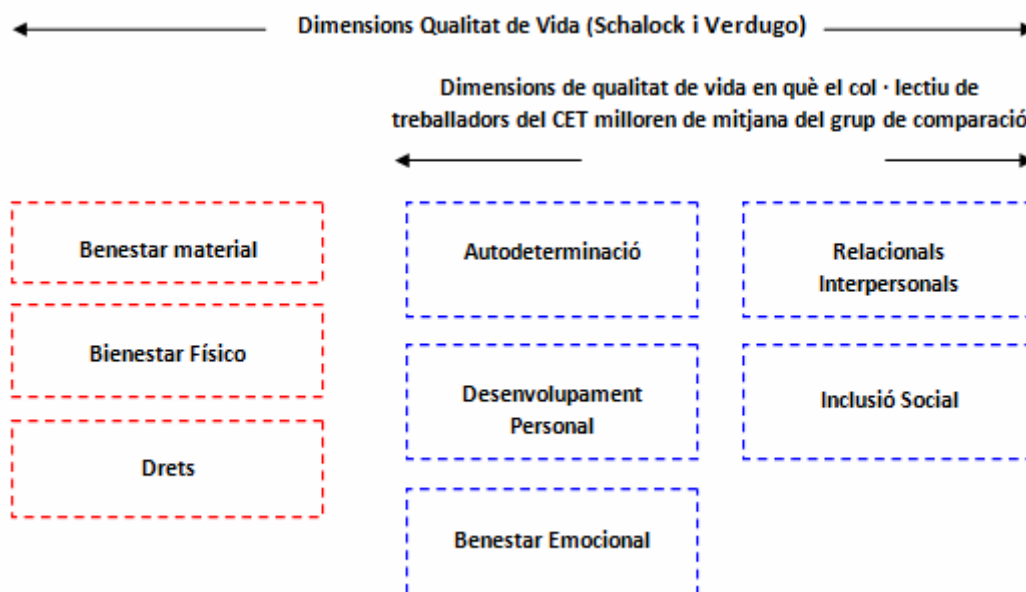 Dimensions Qualitat de Vida (Schalock i Verdugo)
Dimensions de qualitat de vida en què el col · lectiu de
treballadors del CET milloren de mitjana del grup de comparació
Benestar material
Bienestar Físico
Drets
Autodeterminació
Desenvolupament
Personal
Benestar Emocional
Relacionals
Interpersonals
Inclusió Social